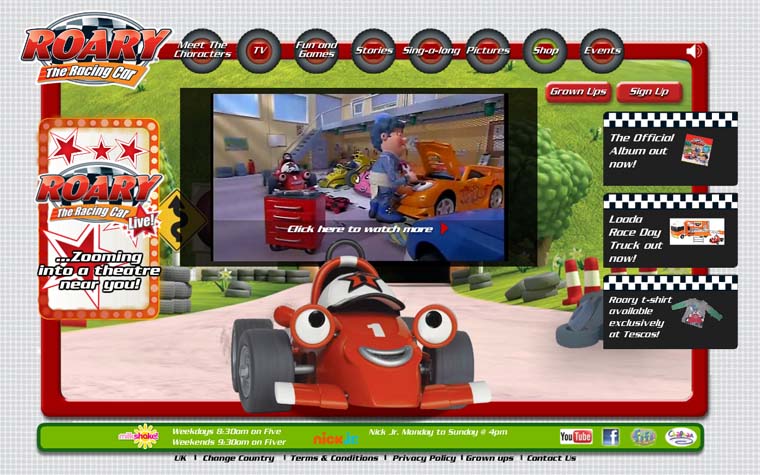 ROARY
The Racing Car
Meet The
Characters
TV
Fun and
Games
Stories
Sing-a-long
Pictures
Shop
Events
Grown Ups
Sign Up
ROARY
The Racing Car
Live!
...Zooming
into a theatre
near you!
Click here to watch more
1
The Official
Album out
now!
Loada
Race Day
Truck out
now!
Roary t-shirt
available
exclusively
at Tescos!
milkshake!
Weekdays 8:30am on Five
Weekends 9:30am on Fiver
nick jr.
Nick Jr. Monday to Sunday @ 4pm
YouTube
f
UK | Change Country | Terms & Conditions | Privacy Policy | Grown ups | Contact Us